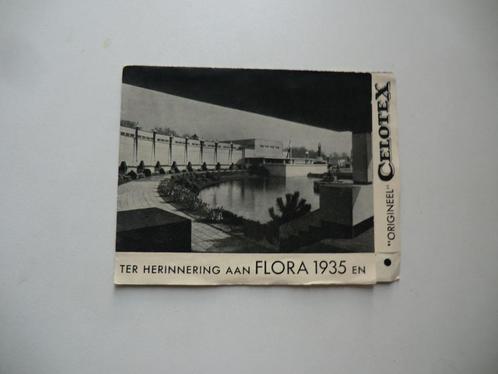 TER HERINNERING AAN FLORA 1935 EN
"ORIGINEEL" CELOTEX